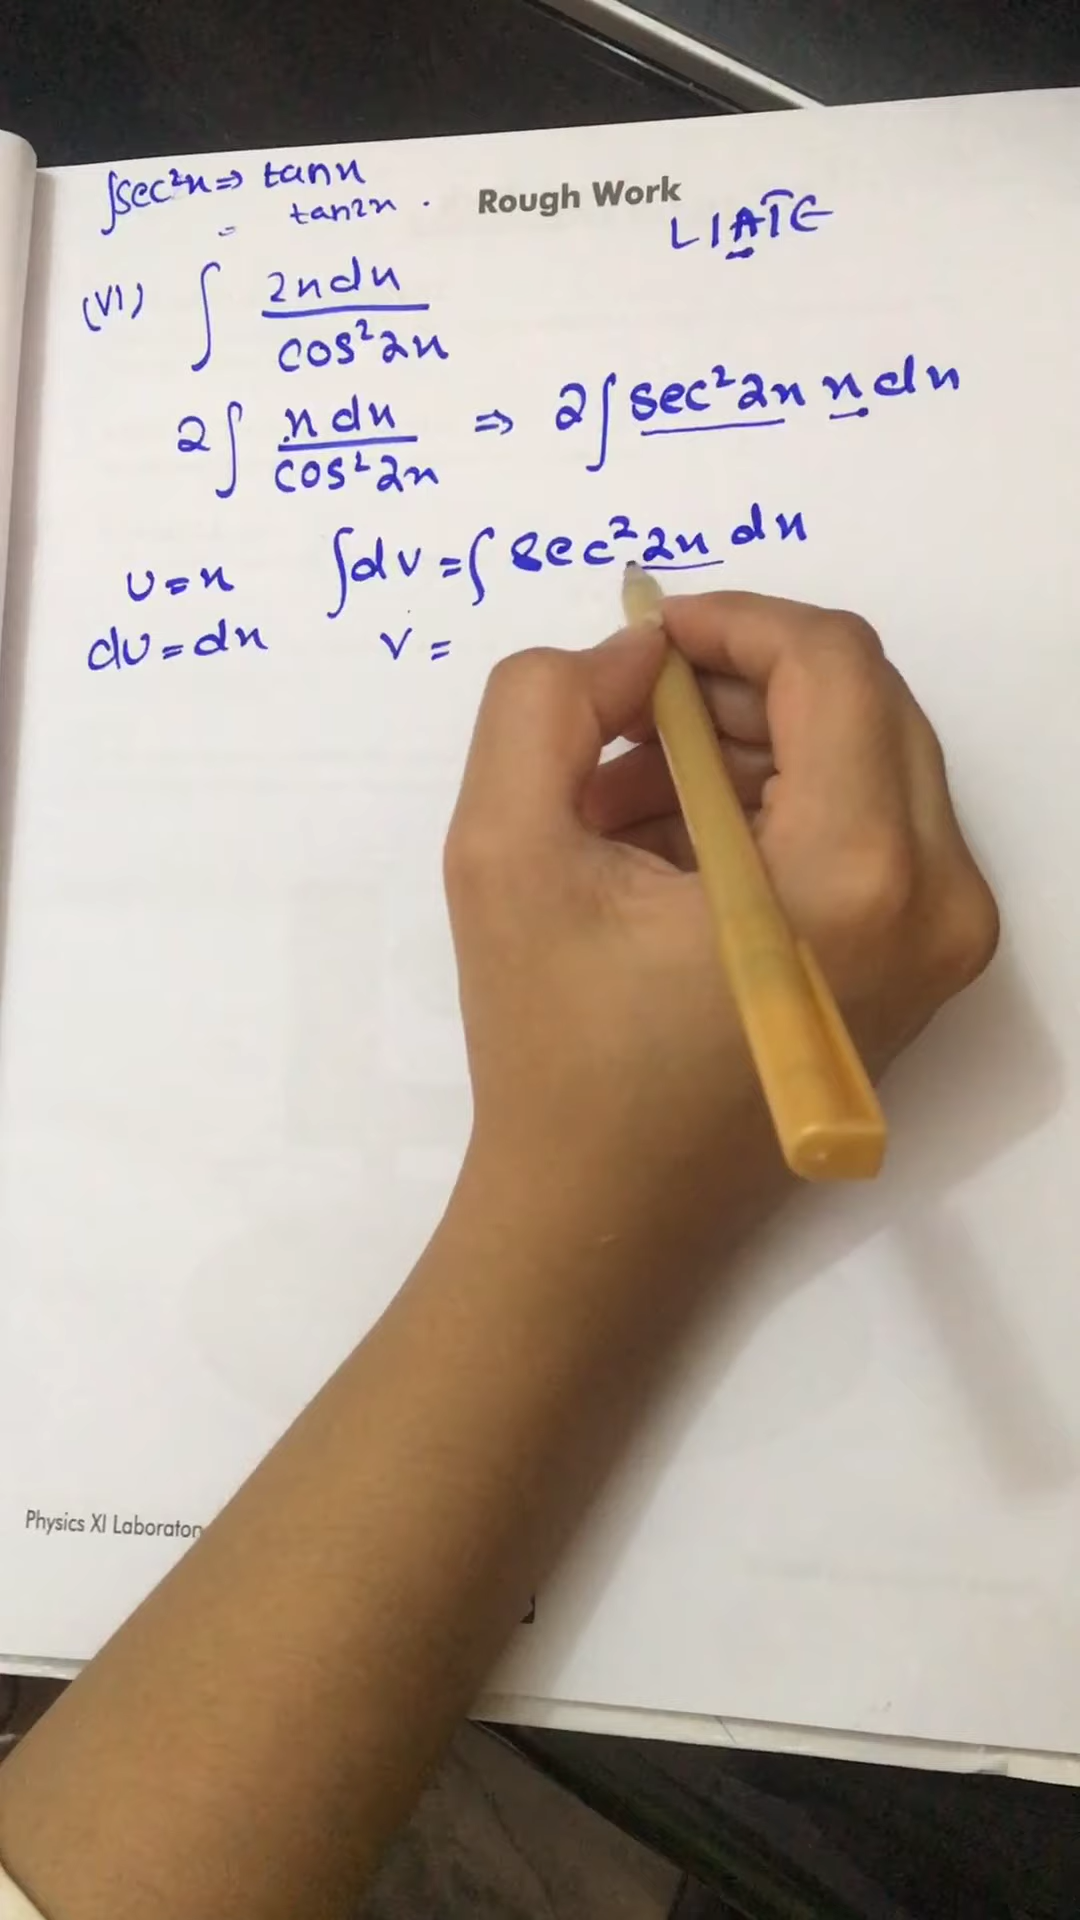 ∫sec²x ⇒ tanx
= tan2x .
Rough Work
LIATE
(VI) ∫ 2xdx / cos²2x
2∫ xdx / cos²2x ⇒ 2∫ sec²2x x dx
u = x ∫dv = ∫ sec²2x dx
du = dx v =
Physics XI Laborator